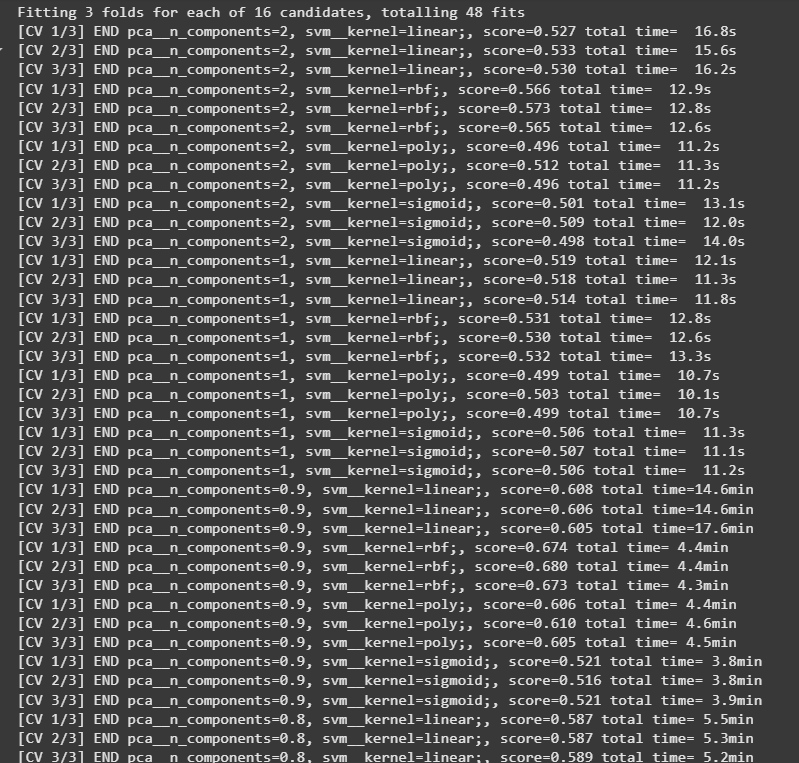 Fitting 3 folds for each of 16 candidates, totalling 48 fits
[CV 1/3] END pca__n_components=2, svm__kernel=linear;, score=0.527 total time=  16.8s
[CV 2/3] END pca__n_components=2, svm__kernel=linear;, score=0.533 total time=  15.6s
[CV 3/3] END pca__n_components=2, svm__kernel=linear;, score=0.530 total time=  16.2s
[CV 1/3] END pca__n_components=2, svm__kernel=rbf;, score=0.566 total time=  12.9s
[CV 2/3] END pca__n_components=2, svm__kernel=rbf;, score=0.573 total time=  12.8s
[CV 3/3] END pca__n_components=2, svm__kernel=rbf;, score=0.565 total time=  12.6s
[CV 1/3] END pca__n_components=2, svm__kernel=poly;, score=0.496 total time=  11.2s
[CV 2/3] END pca__n_components=2, svm__kernel=poly;, score=0.512 total time=  11.3s
[CV 3/3] END pca__n_components=2, svm__kernel=poly;, score=0.496 total time=  11.2s
[CV 1/3] END pca__n_components=2, svm__kernel=sigmoid;, score=0.501 total time=  13.1s
[CV 2/3] END pca__n_components=2, svm__kernel=sigmoid;, score=0.509 total time=  12.0s
[CV 3/3] END pca__n_components=2, svm__kernel=sigmoid;, score=0.498 total time=  14.0s
[CV 1/3] END pca__n_components=1, svm__kernel=linear;, score=0.519 total time=  12.1s
[CV 2/3] END pca__n_components=1, svm__kernel=linear;, score=0.518 total time=  11.3s
[CV 3/3] END pca__n_components=1, svm__kernel=linear;, score=0.514 total time=  11.8s
[CV 1/3] END pca__n_components=1, svm__kernel=rbf;, score=0.531 total time=  12.8s
[CV 2/3] END pca__n_components=1, svm__kernel=rbf;, score=0.530 total time=  12.6s
[CV 3/3] END pca__n_components=1, svm__kernel=rbf;, score=0.532 total time=  13.3s
[CV 1/3] END pca__n_components=1, svm__kernel=poly;, score=0.499 total time=  10.7s
[CV 2/3] END pca__n_components=1, svm__kernel=poly;, score=0.503 total time=  10.1s
[CV 3/3] END pca__n_components=1, svm__kernel=poly;, score=0.499 total time=  10.7s
[CV 1/3] END pca__n_components=1, svm__kernel=sigmoid;, score=0.506 total time=  11.3s
[CV 2/3] END pca__n_components=1, svm__kernel=sigmoid;, score=0.507 total time=  11.1s
[CV 3/3] END pca__n_components=1, svm__kernel=sigmoid;, score=0.506 total time=  11.2s
[CV 1/3] END pca__n_components=0.9, svm__kernel=linear;, score=0.608 total time=14.6min
[CV 2/3] END pca__n_components=0.9, svm__kernel=linear;, score=0.606 total time=14.6min
[CV 3/3] END pca__n_components=0.9, svm__kernel=linear;, score=0.605 total time=17.6min
[CV 1/3] END pca__n_components=0.9, svm__kernel=rbf;, score=0.674 total time= 4.4min
[CV 2/3] END pca__n_components=0.9, svm__kernel=rbf;, score=0.680 total time= 4.4min
[CV 3/3] END pca__n_components=0.9, svm__kernel=rbf;, score=0.673 total time= 4.3min
[CV 1/3] END pca__n_components=0.9, svm__kernel=poly;, score=0.606 total time= 4.4min
[CV 2/3] END pca__n_components=0.9, svm__kernel=poly;, score=0.610 total time= 4.6min
[CV 3/3] END pca__n_components=0.9, svm__kernel=poly;, score=0.605 total time= 4.5min
[CV 1/3] END pca__n_components=0.9, svm__kernel=sigmoid;, score=0.521 total time= 3.8min
[CV 2/3] END pca__n_components=0.9, svm__kernel=sigmoid;, score=0.516 total time= 3.8min
[CV 3/3] END pca__n_components=0.9, svm__kernel=sigmoid;, score=0.521 total time= 3.9min
[CV 1/3] END pca__n_components=0.8, svm__kernel=linear;, score=0.587 total time= 5.5min
[CV 2/3] END pca__n_components=0.8, svm__kernel=linear;, score=0.587 total time= 5.3min
[CV 3/3] END pca__n_components=0.8, svm__kernel=linear;, score=0.589 total time= 5.2min